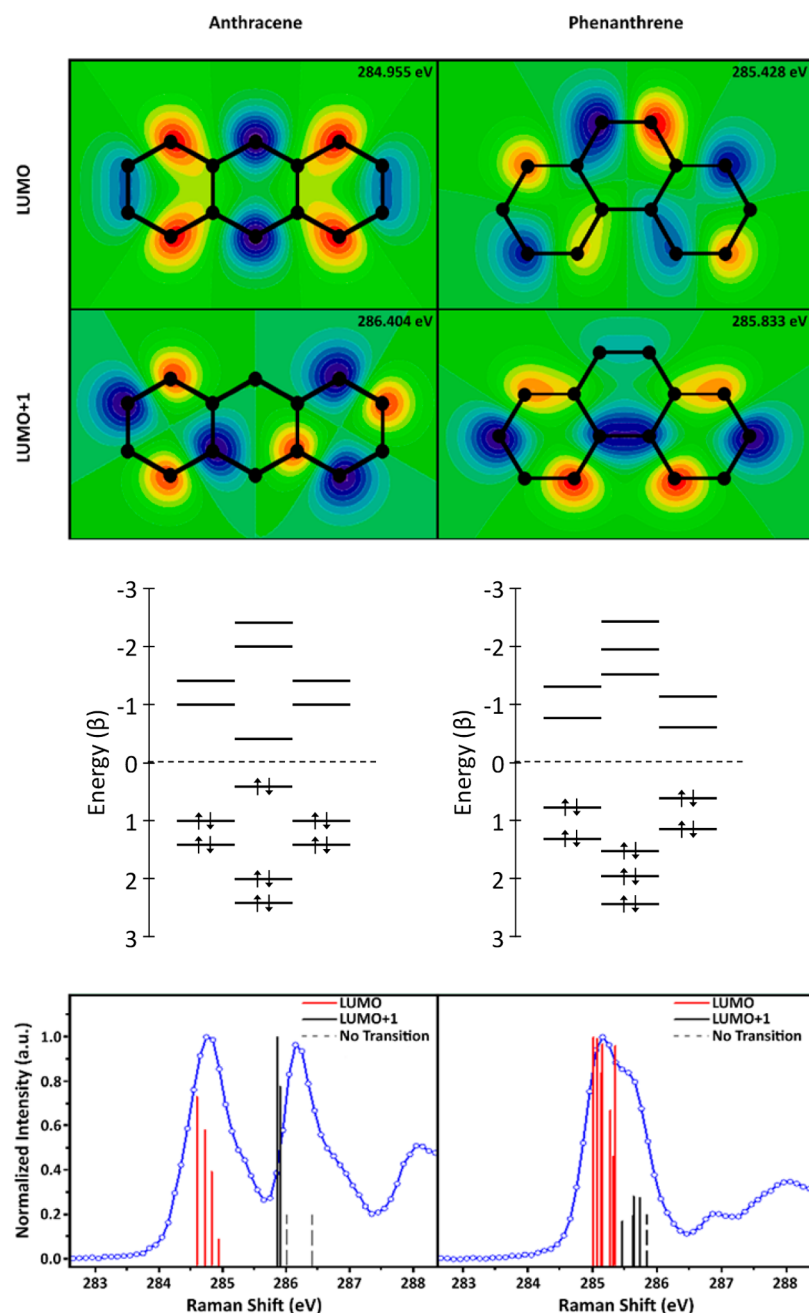 Anthracene
Phenanthrene
LUMO
284.955 eV
285.428 eV
LUMO+1
286.404 eV
285.833 eV
Energy (β)
-3
-2
-1
0
1
2
3
Energy (β)
-3
-2
-1
0
1
2
3
Normalized Intensity (a.u.)
1.0
0.8
0.6
0.4
0.2
0.0
LUMO
LUMO+1
No Transition
LUMO
LUMO+1
No Transition
283 284 285 286 287 288
283 284 285 286 287 288
Raman Shift (eV)
Raman Shift (eV)